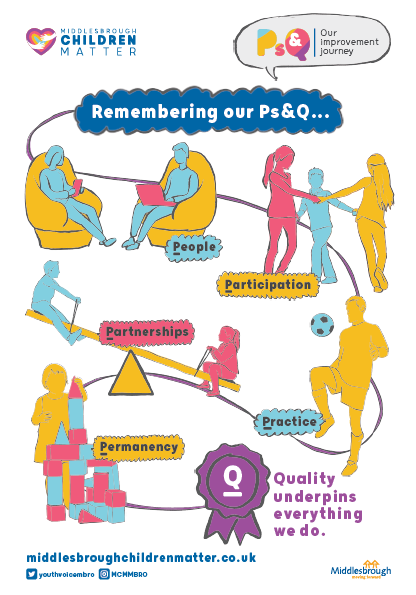 MIDDLESBROUGH
CHILDREN
MATTER
Ps&Q
Our
improvement
journey
Remembering our Ps&Q...
People
Participation
Partnerships
Practice
Permanency
Q
Quality
underpins
everything
we do.
middlesbroughchildrenmatter.co.uk
youthvoicembro MCMMBRO
Middlesbrough
moving forward